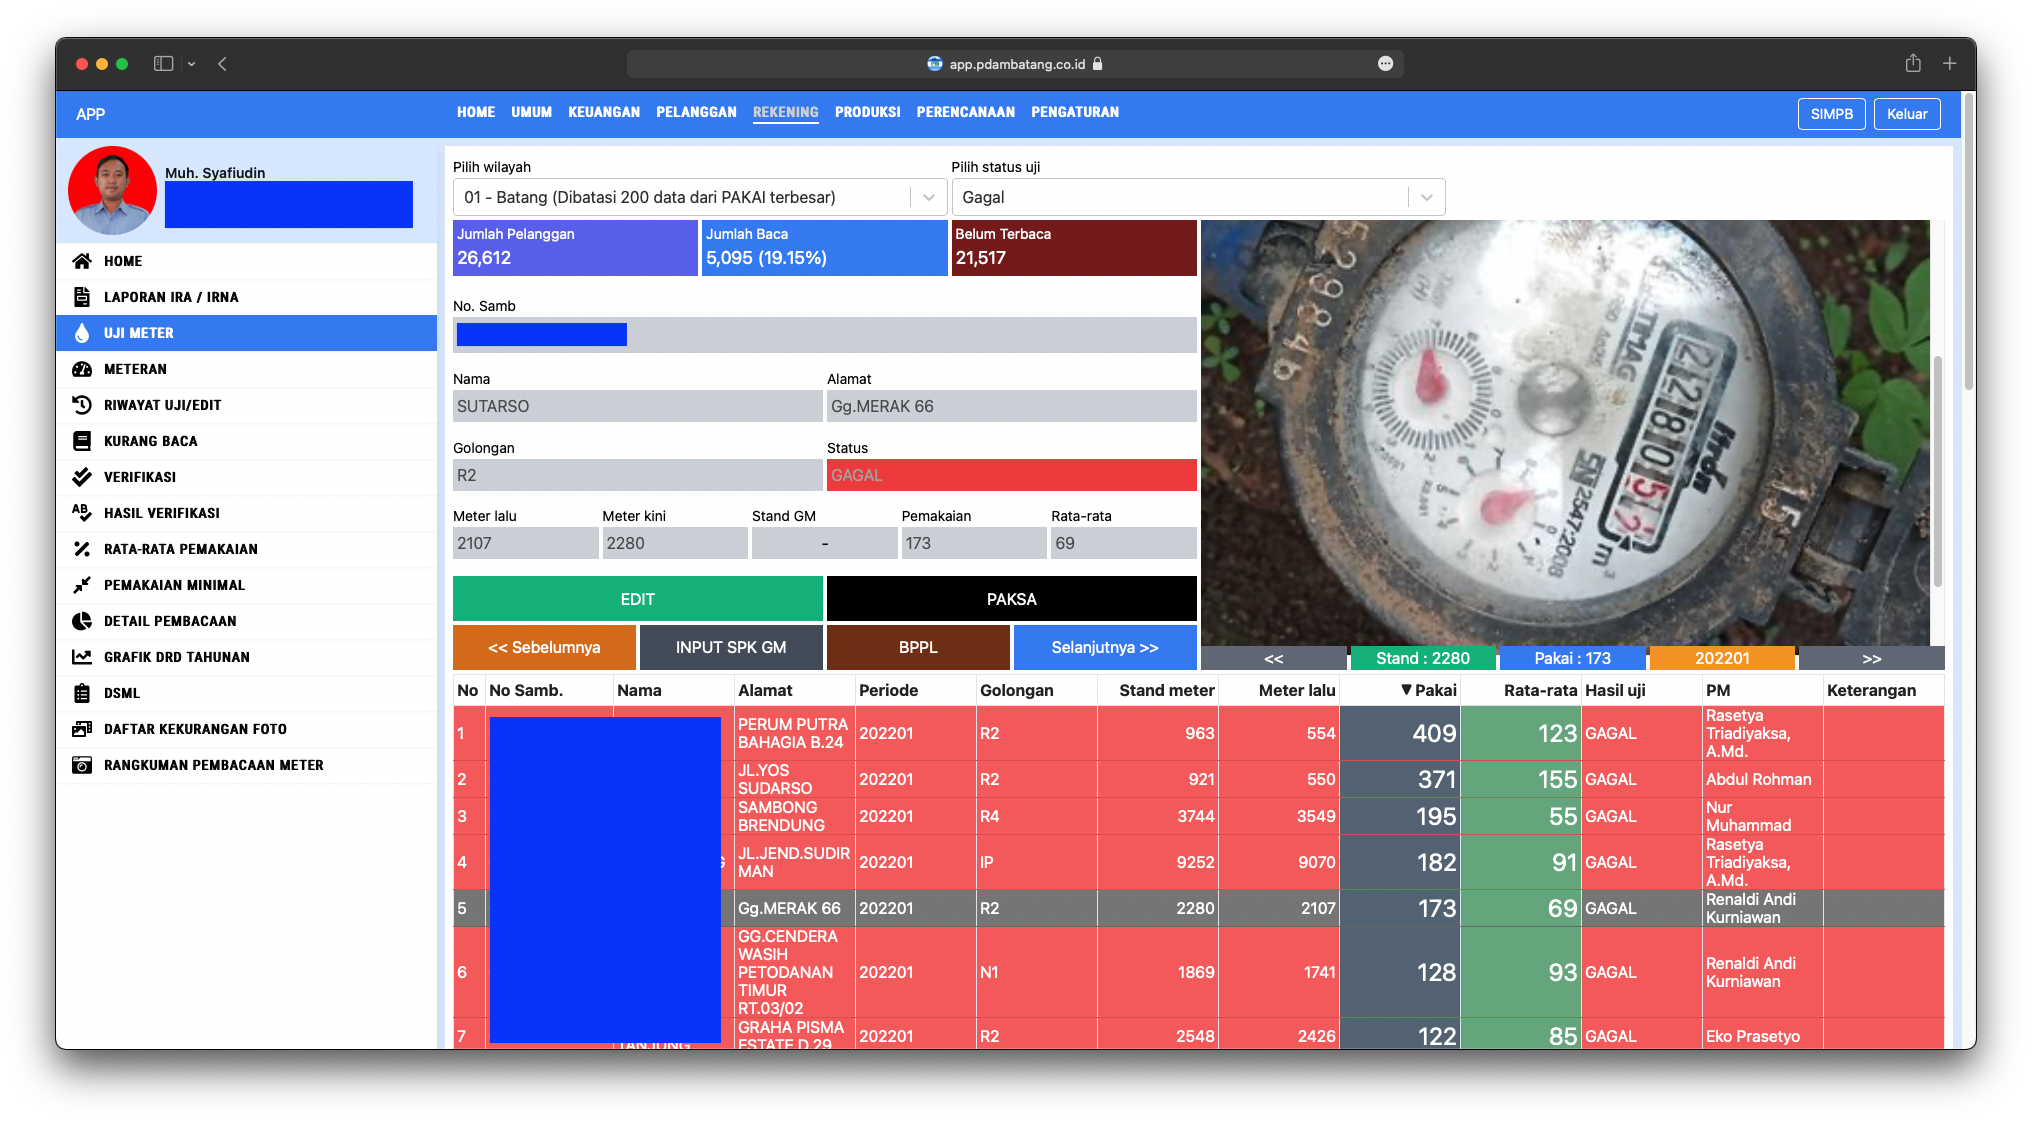 app.pdambatang.co.id
APP
HOME UMUM KEUANGAN PELANGGAN REKENING PRODUKSI PERENCANAAN PENGATURAN
SIMPB Keluar
Muh. Syafiudin
HOME
LAPORAN IRA / IRNA
UJI METER
METERAN
RIWAYAT UJI/EDIT
KURANG BACA
VERIFIKASI
HASIL VERIFIKASI
RATA-RATA PEMAKAIAN
PEMAKAIAN MINIMAL
DETAIL PEMBACAAN
GRAFIK DRD TAHUNAN
DSML
DAFTAR KEKURANGAN FOTO
RANGKUMAN PEMBACAAN METER
Pilih wilayah Pilih status uji
01 - Batang (Dibatasi 200 data dari PAKAI terbesar) Gagal
Jumlah Pelanggan Jumlah Baca Belum Terbaca
26,612 5,095 (19.15%) 21,517
No. Samb
Nama Alamat
SUTARSO Gg.MERAK 66
Golongan Status
R2 GAGAL
Meter lalu Meter kini Stand GM Pemakaian Rata-rata
2107 2280 - 173 69
EDIT PAKSA
<< Sebelumnya INPUT SPK GM BPPL Selanjutnya >>
529846
LTMAG
SNI 2547:2008
m³
15
<< Stand : 2280 Pakai : 173 202201 >>
No No Samb. Nama Alamat Periode Golongan Stand meter Meter lalu ▼Pakai Rata-rata Hasil uji PM Keterangan
1 PERUM PUTRA BAHAGIA B.24 202201 R2 963 554 409 123 GAGAL Rasetya Triadiyaksa, A.Md.
2 JL.YOS SUDARSO 202201 R2 921 550 371 155 GAGAL Abdul Rohman
3 SAMBONG BRENDUNG 202201 R4 3744 3549 195 55 GAGAL Nur Muhammad
4 JL.JEND.SUDIRMAN 202201 IP 9252 9070 182 91 GAGAL Rasetya Triadiyaksa, A.Md.
5 Gg.MERAK 66 202201 R2 2280 2107 173 69 GAGAL Renaldi Andi Kurniawan
6 GG.CENDERA WASIH PETODANAN TIMUR RT.03/02 202201 N1 1869 1741 128 93 GAGAL Renaldi Andi Kurniawan
7 TANJUNG GRAHA PISMA ESTATE D.29 202201 R2 2548 2426 122 85 GAGAL Eko Prasetyo